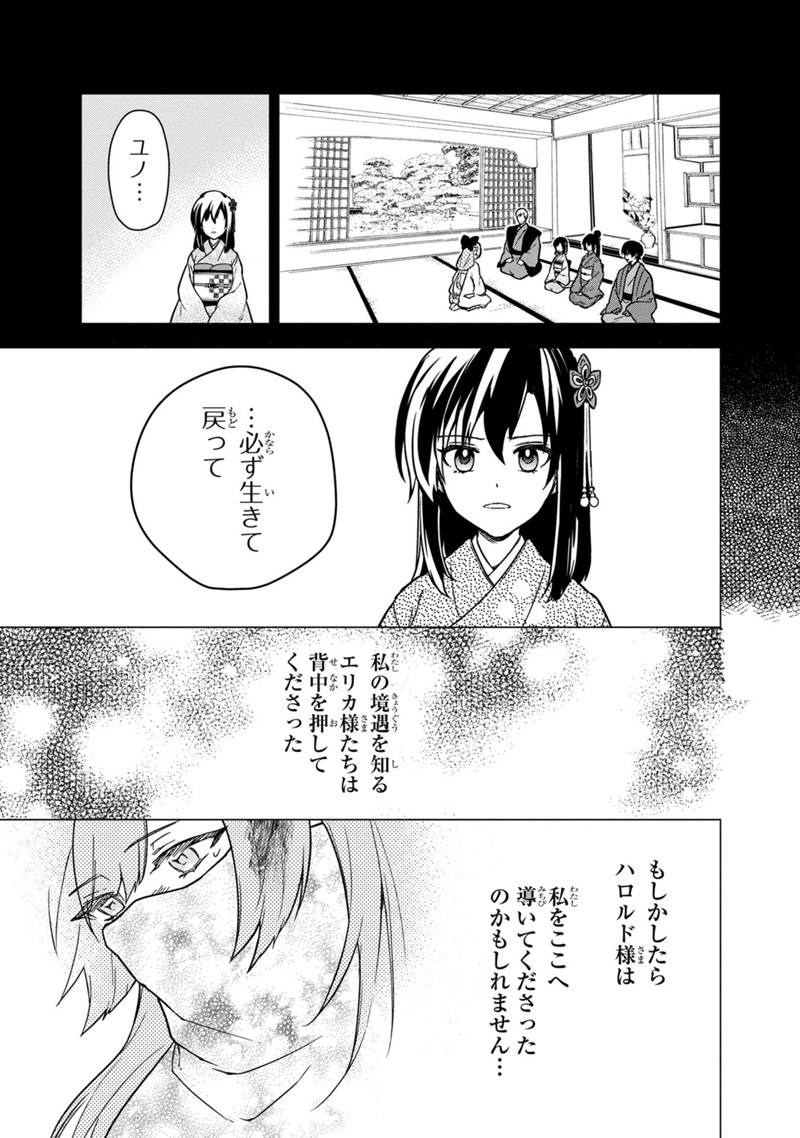 ユノ…
…必ず生きて
戻って
私の境遇を知る
エリカ様たちは
背中を押して
くださった
もしかしたら
ハロルド様は
私をここへ
導いてくださった
のかもしれません…